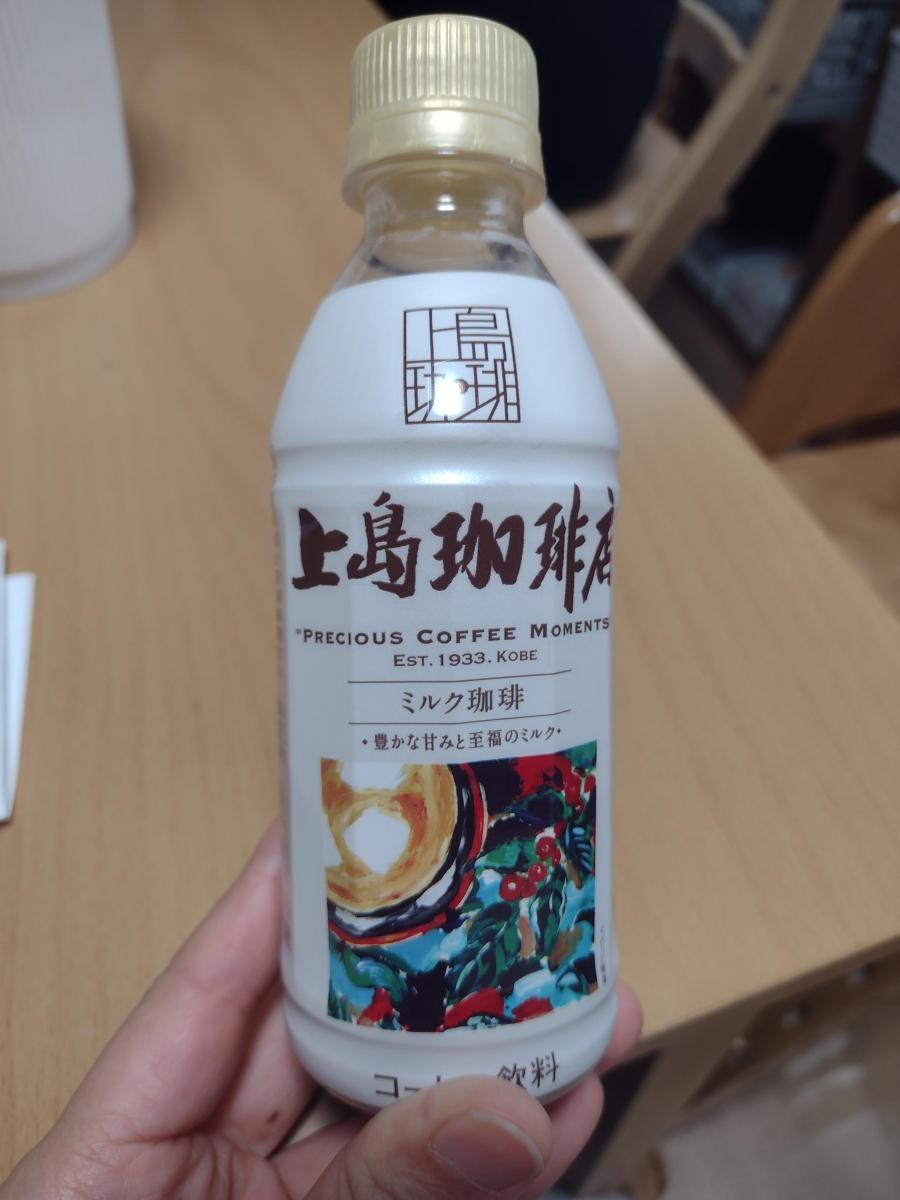 上島
珈琲
上島珈琲店
"PRECIOUS COFFEE MOMENTS
EST. 1933. KOBE
ミルク珈琲
・豊かな甘みと至福のミルク・
コー 飲料